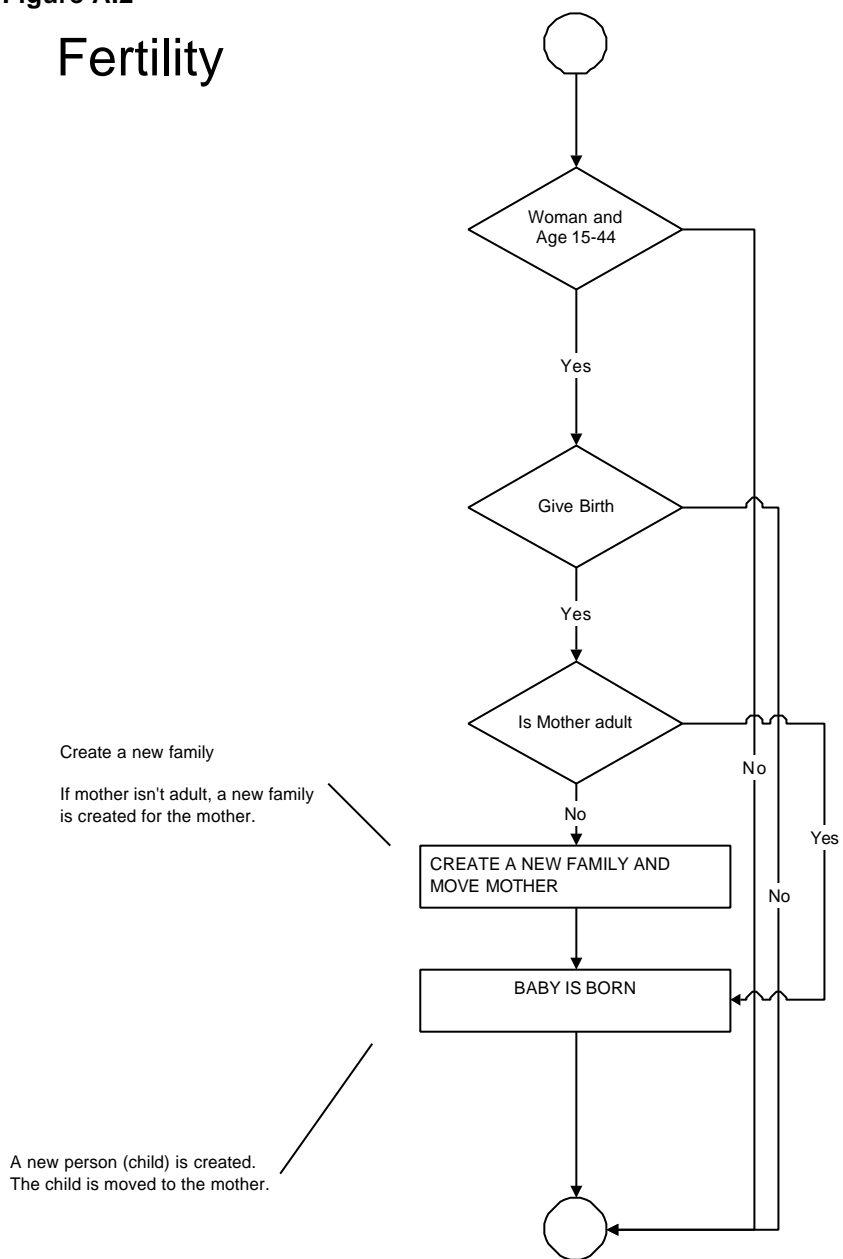 Figure A.2
Fertility
Woman and
Age 15-44
Yes
Give Birth
Yes
Is Mother adult
Create a new family
No
If mother isn't adult, a new family
is created for the mother.
No
Yes
CREATE A NEW FAMILY AND
MOVE MOTHER
No
BABY IS BORN
A new person (child) is created.
The child is moved to the mother.